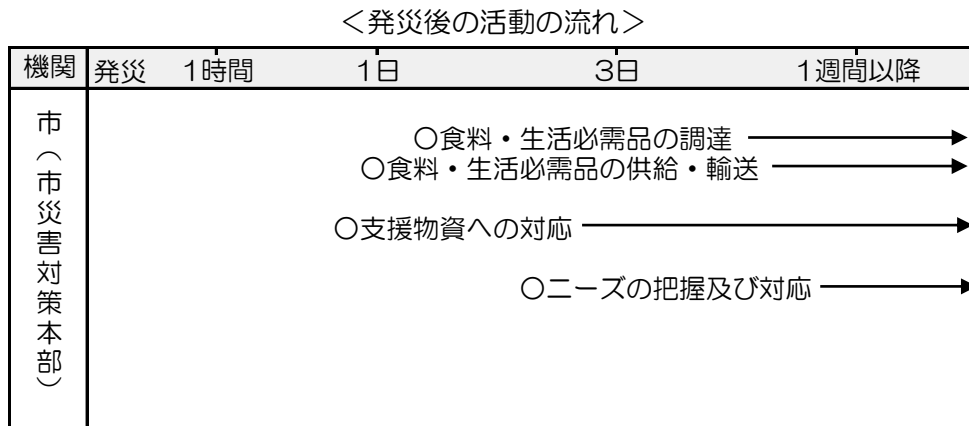 ＜発災後の活動の流れ＞
機関 発災 1時間 1日 3日 1週間以降
市（市災害対策本部）
○食料・生活必需品の調達
○食料・生活必需品の供給・輸送
○支援物資への対応
○ニーズの把握及び対応